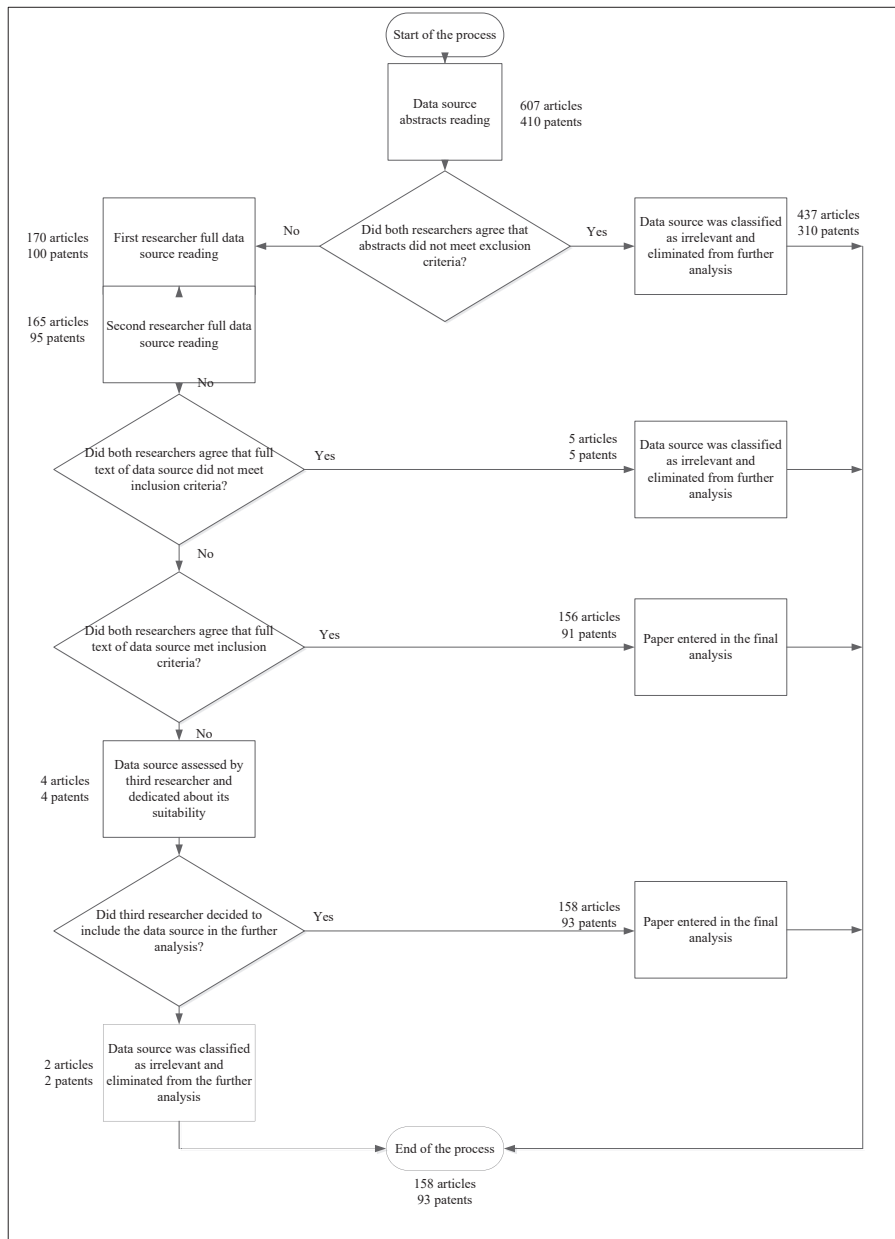 Start of the process
Data source
abstracts reading
607 articles
410 patents
Did both researchers agree that
abstracts did not meet exclusion
criteria?
No
Yes
170 articles
100 patents
First researcher full data
source reading
Data source was classified
as irrelevant and
eliminated from further
analysis
437 articles
310 patents
165 articles
95 patents
Second researcher full data
source reading
No
Did both researchers agree that full
text of data source did not meet
inclusion criteria?
Yes
5 articles
5 patents
Data source was classified
as irrelevant and
eliminated from further
analysis
No
Did both researchers agree that full
text of data source met inclusion
criteria?
Yes
156 articles
91 patents
Paper entered in the final
analysis
No
4 articles
4 patents
Data source assessed by
third researcher and
dedicated about its
suitability
Did third researcher decided to
include the data source in the further
analysis?
Yes
158 articles
93 patents
Paper entered in the final
analysis
2 articles
2 patents
Data source was classified
as irrelevant and
eliminated from the further
analysis
End of the process
158 articles
93 patents